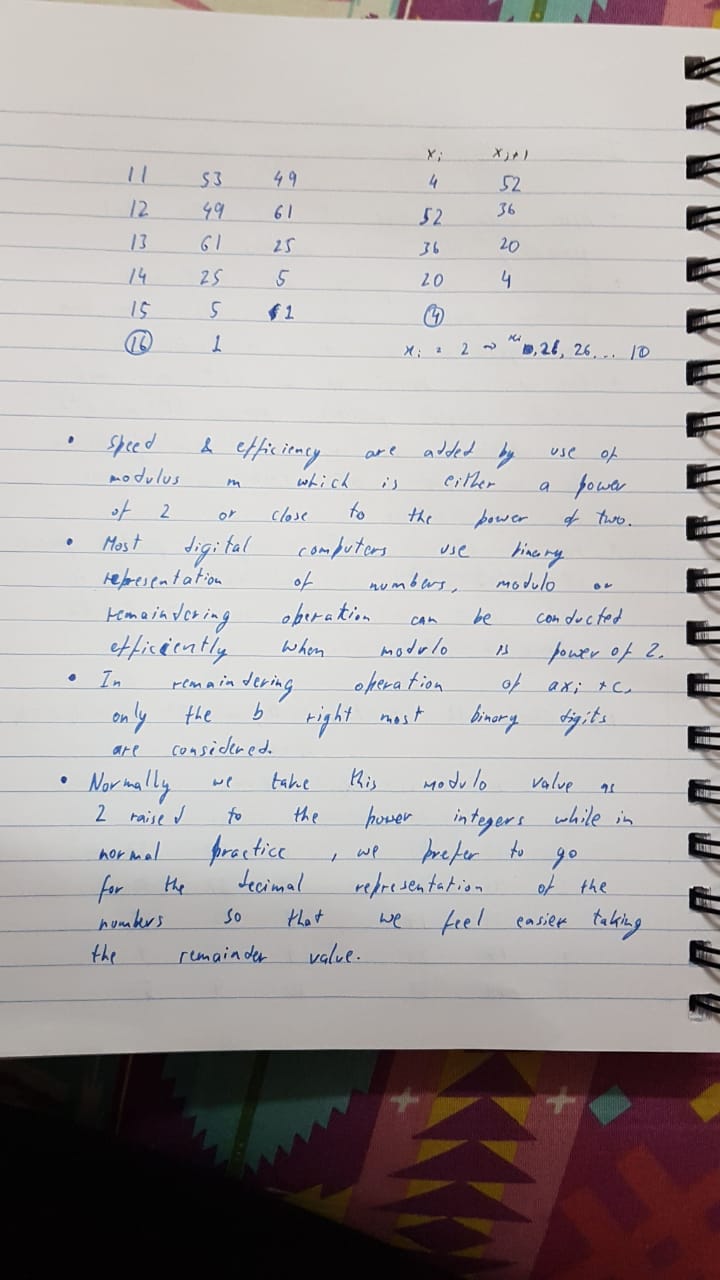 xi xi+1
11 53 49 4 52
12 49 61 52 36
13 61 25 36 20
14 25 5 20 4
15 5 1 4
16 1 xi = 2 → 26, 26... 10
• Speed & efficiency are added by use of
modulus m which is either a power
of 2 or close to the power of two.
• Most digital computers use binary
representation of numbers, modulo or
remaindering operation can be conducted
efficiently when modulo is power of 2.
• In remaindering operation of axi + c,
only the b right most binary digits
are considered.
• Normally we take this modulo value as
2 raised to the power integers while in
normal practice, we prefer to go
for the decimal representation of the
numbers so that we feel easier taking
the remainder value.